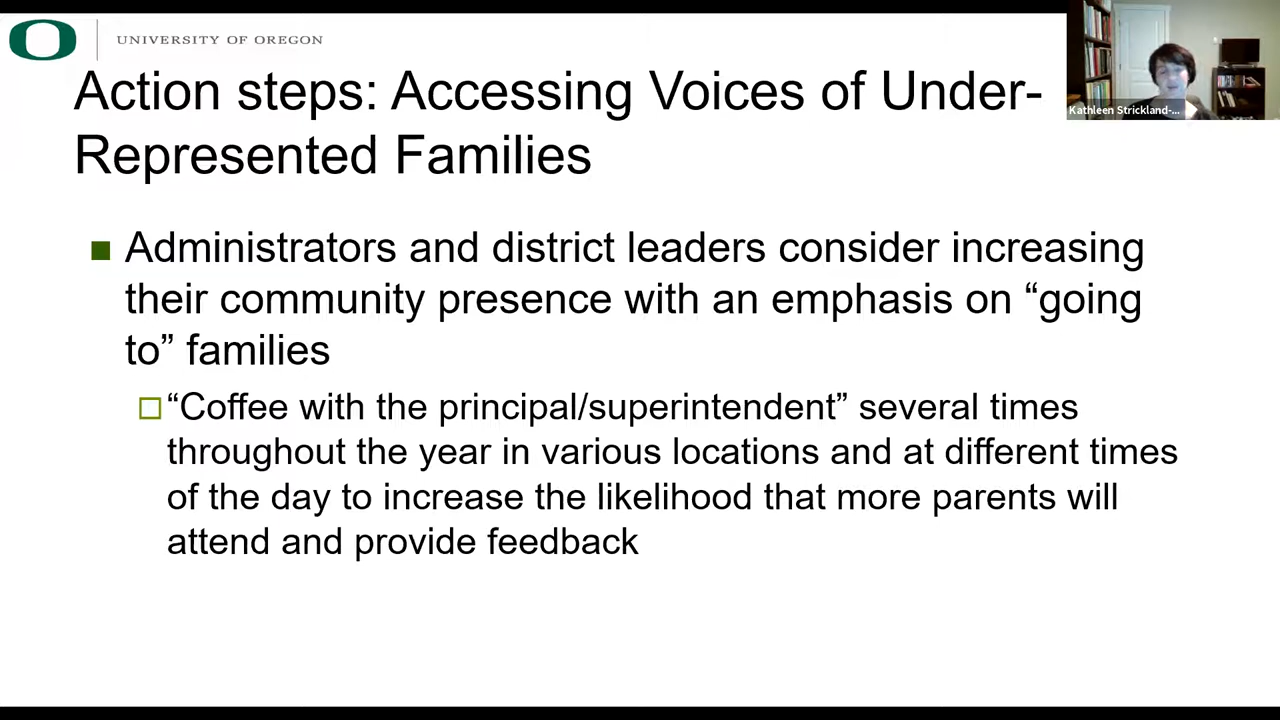 UNIVERSITY OF OREGON
Action steps: Accessing Voices of Under-
Represented Families
Kathleen Strickland-...
Administrators and district leaders consider increasing
their community presence with an emphasis on “going
to” families
“Coffee with the principal/superintendent” several times
throughout the year in various locations and at different times
of the day to increase the likelihood that more parents will
attend and provide feedback